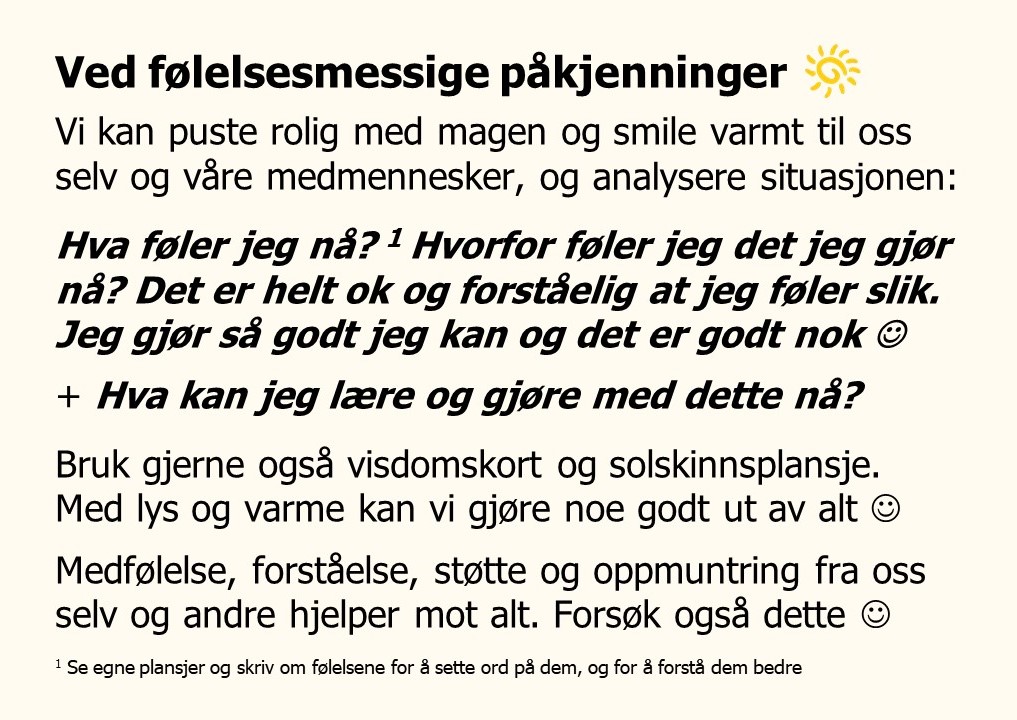 Ved følelsesmessige påkjenninger
Vi kan puste rolig med magen og smile varmt til oss
selv og våre medmennesker, og analysere situasjonen:
Hva føler jeg nå? ¹ Hvorfor føler jeg det jeg gjør
nå? Det er helt ok og forståelig at jeg føler slik.
Jeg gjør så godt jeg kan og det er godt nok ☺
+ Hva kan jeg lære og gjøre med dette nå?
Bruk gjerne også visdomskort og solskinnsplansje.
Med lys og varme kan vi gjøre noe godt ut av alt ☺
Medfølelse, forståelse, støtte og oppmuntring fra oss
selv og andre hjelper mot alt. Forsøk også dette ☺
¹ Se egne plansjer og skriv om følelsene for å sette ord på dem, og for å forstå dem bedre